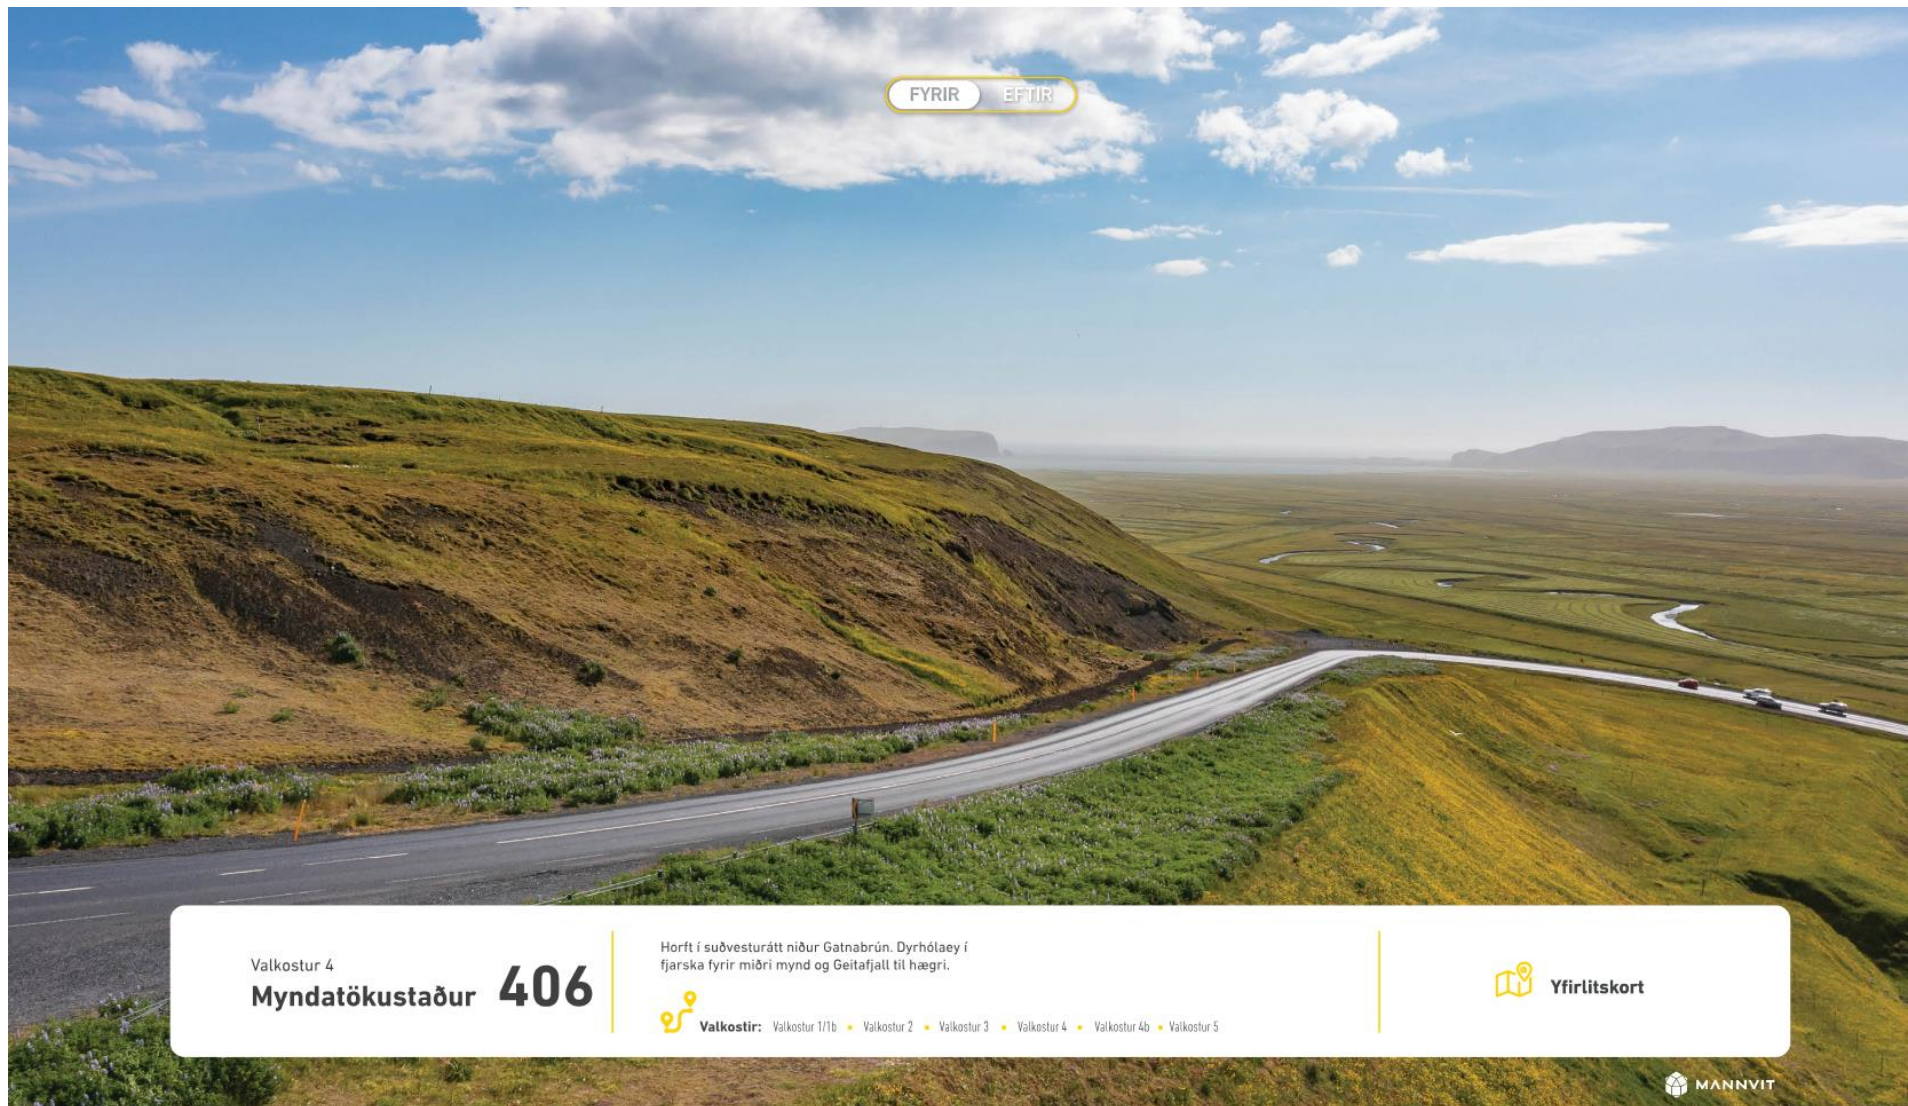 FYRIR EFTIR
Valkostur 4
Myndatökustaður 406
Horft í suðvesturátt niður Gatnabrún. Dyrhólaey í
fjarska fyrir miðri mynd og Geitafjall til hægri.
Valkostir: Valkostur 1/1b • Valkostur 2 • Valkostur 3 • Valkostur 4 • Valkostur 4b • Valkostur 5
Yfirlitskort
MANNVIT